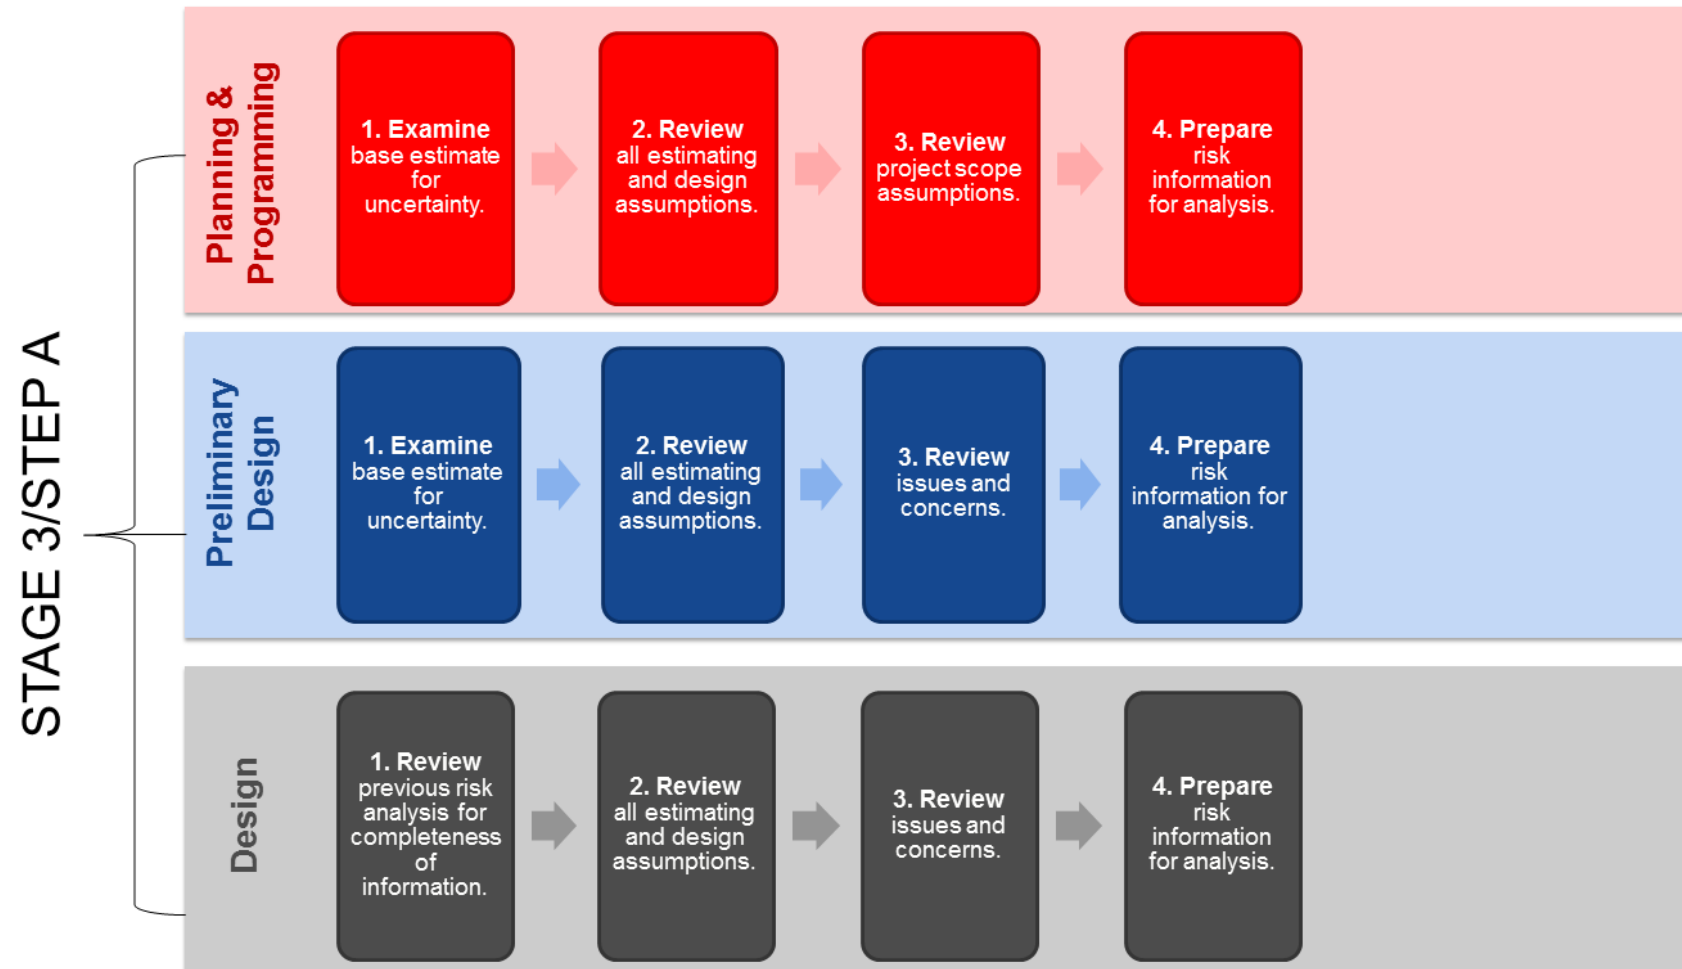 STAGE 3/STEP A
Planning &
Programming
1. Examine
base estimate
for
uncertainty.
2. Review
all estimating
and design
assumptions.
3. Review
project scope
assumptions.
4. Prepare
risk
information
for analysis.
Preliminary
Design
1. Examine
base estimate
for
uncertainty.
2. Review
all estimating
and design
assumptions.
3. Review
issues and
concerns.
4. Prepare
risk
information for
analysis.
Design
1. Review
previous risk
analysis for
completeness
of
information.
2. Review
all estimating
and design
assumptions.
3. Review
issues and
concerns.
4. Prepare
risk
information
for analysis.